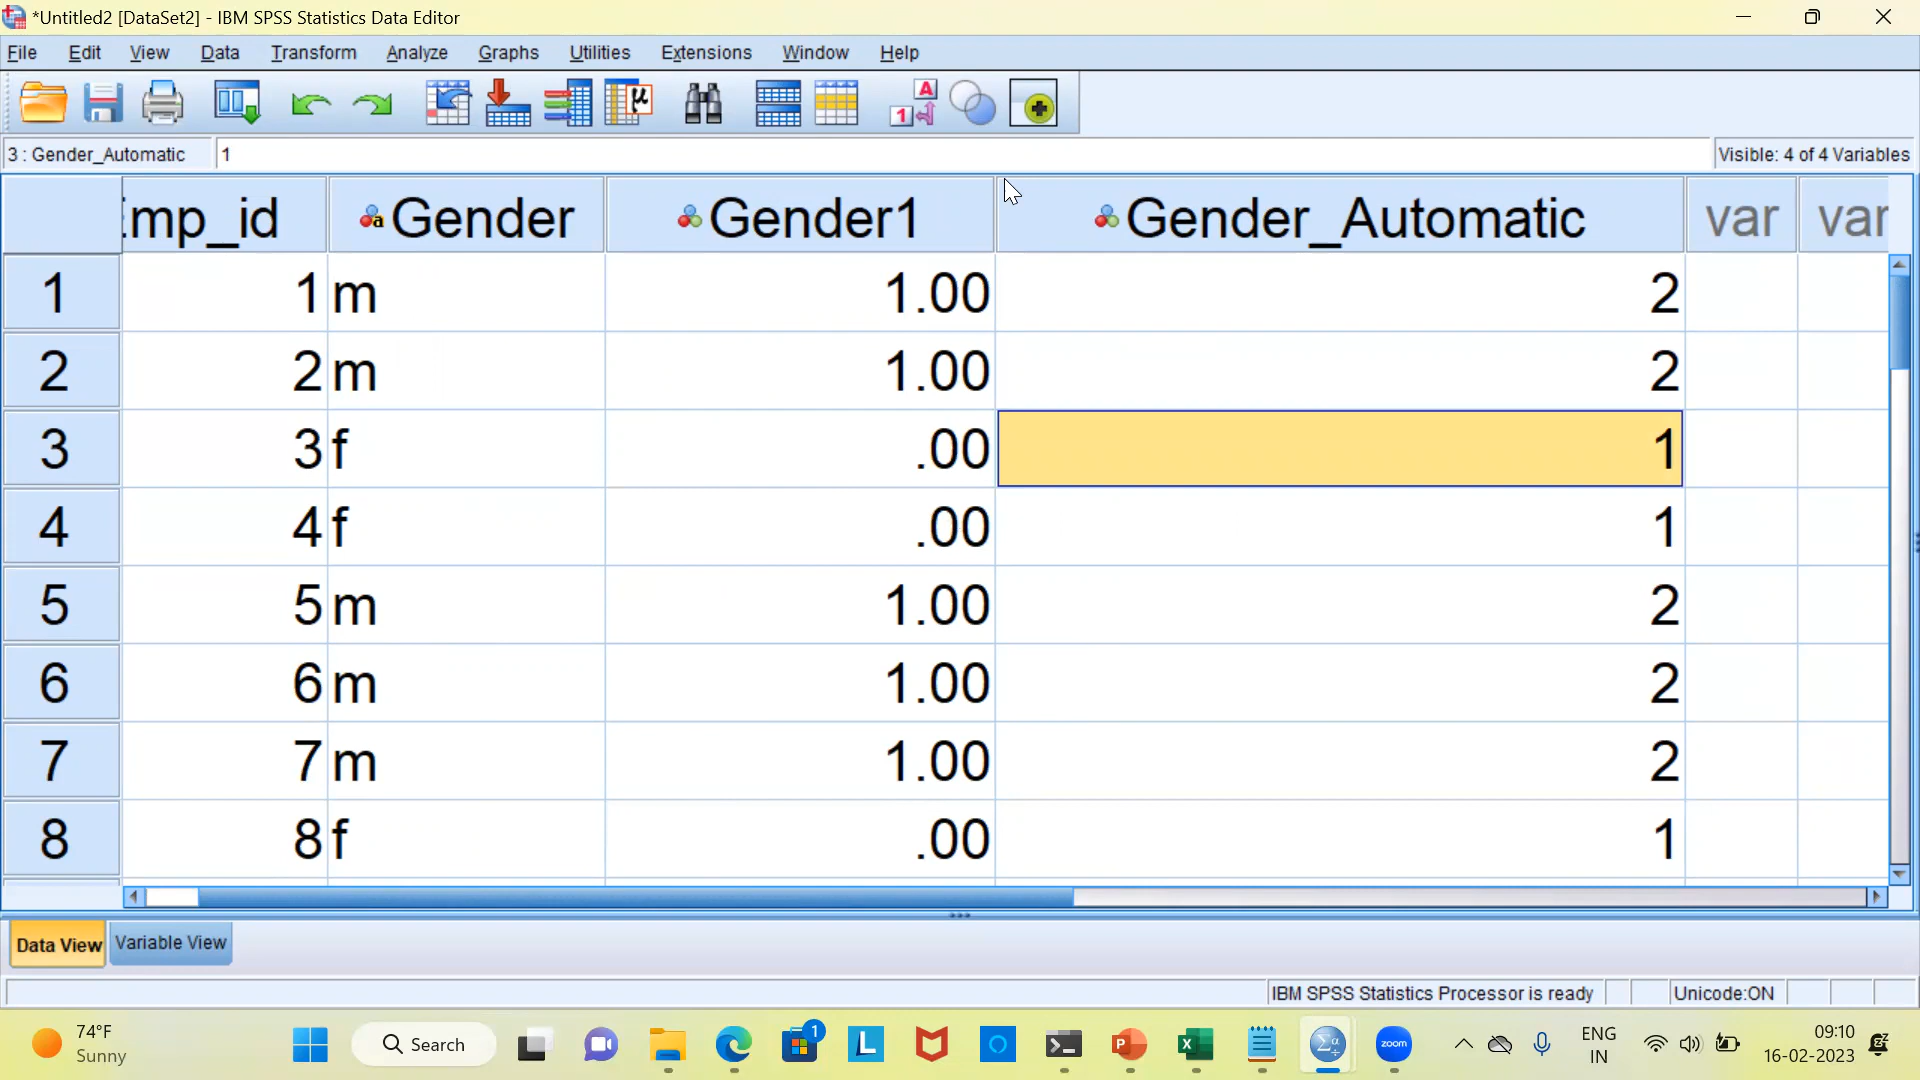 *Untitled2 [DataSet2] - IBM SPSS Statistics Data Editor
File Edit View Data Transform Analyze Graphs Utilities Extensions Window Help
3 : Gender_Automatic 1 Visible: 4 of 4 Variables
Emp_id Gender Gender1 Gender_Automatic var var
1 1 m 1.00 2
2 2 m 1.00 2
3 3 f .00 1
4 4 f .00 1
5 5 m 1.00 2
6 6 m 1.00 2
7 7 m 1.00 2
8 8 f .00 1
Data View Variable View
IBM SPSS Statistics Processor is ready Unicode:ON
74°F
Sunny
Search
1
L
zoom
ENG
IN
09:10
16-02-2023